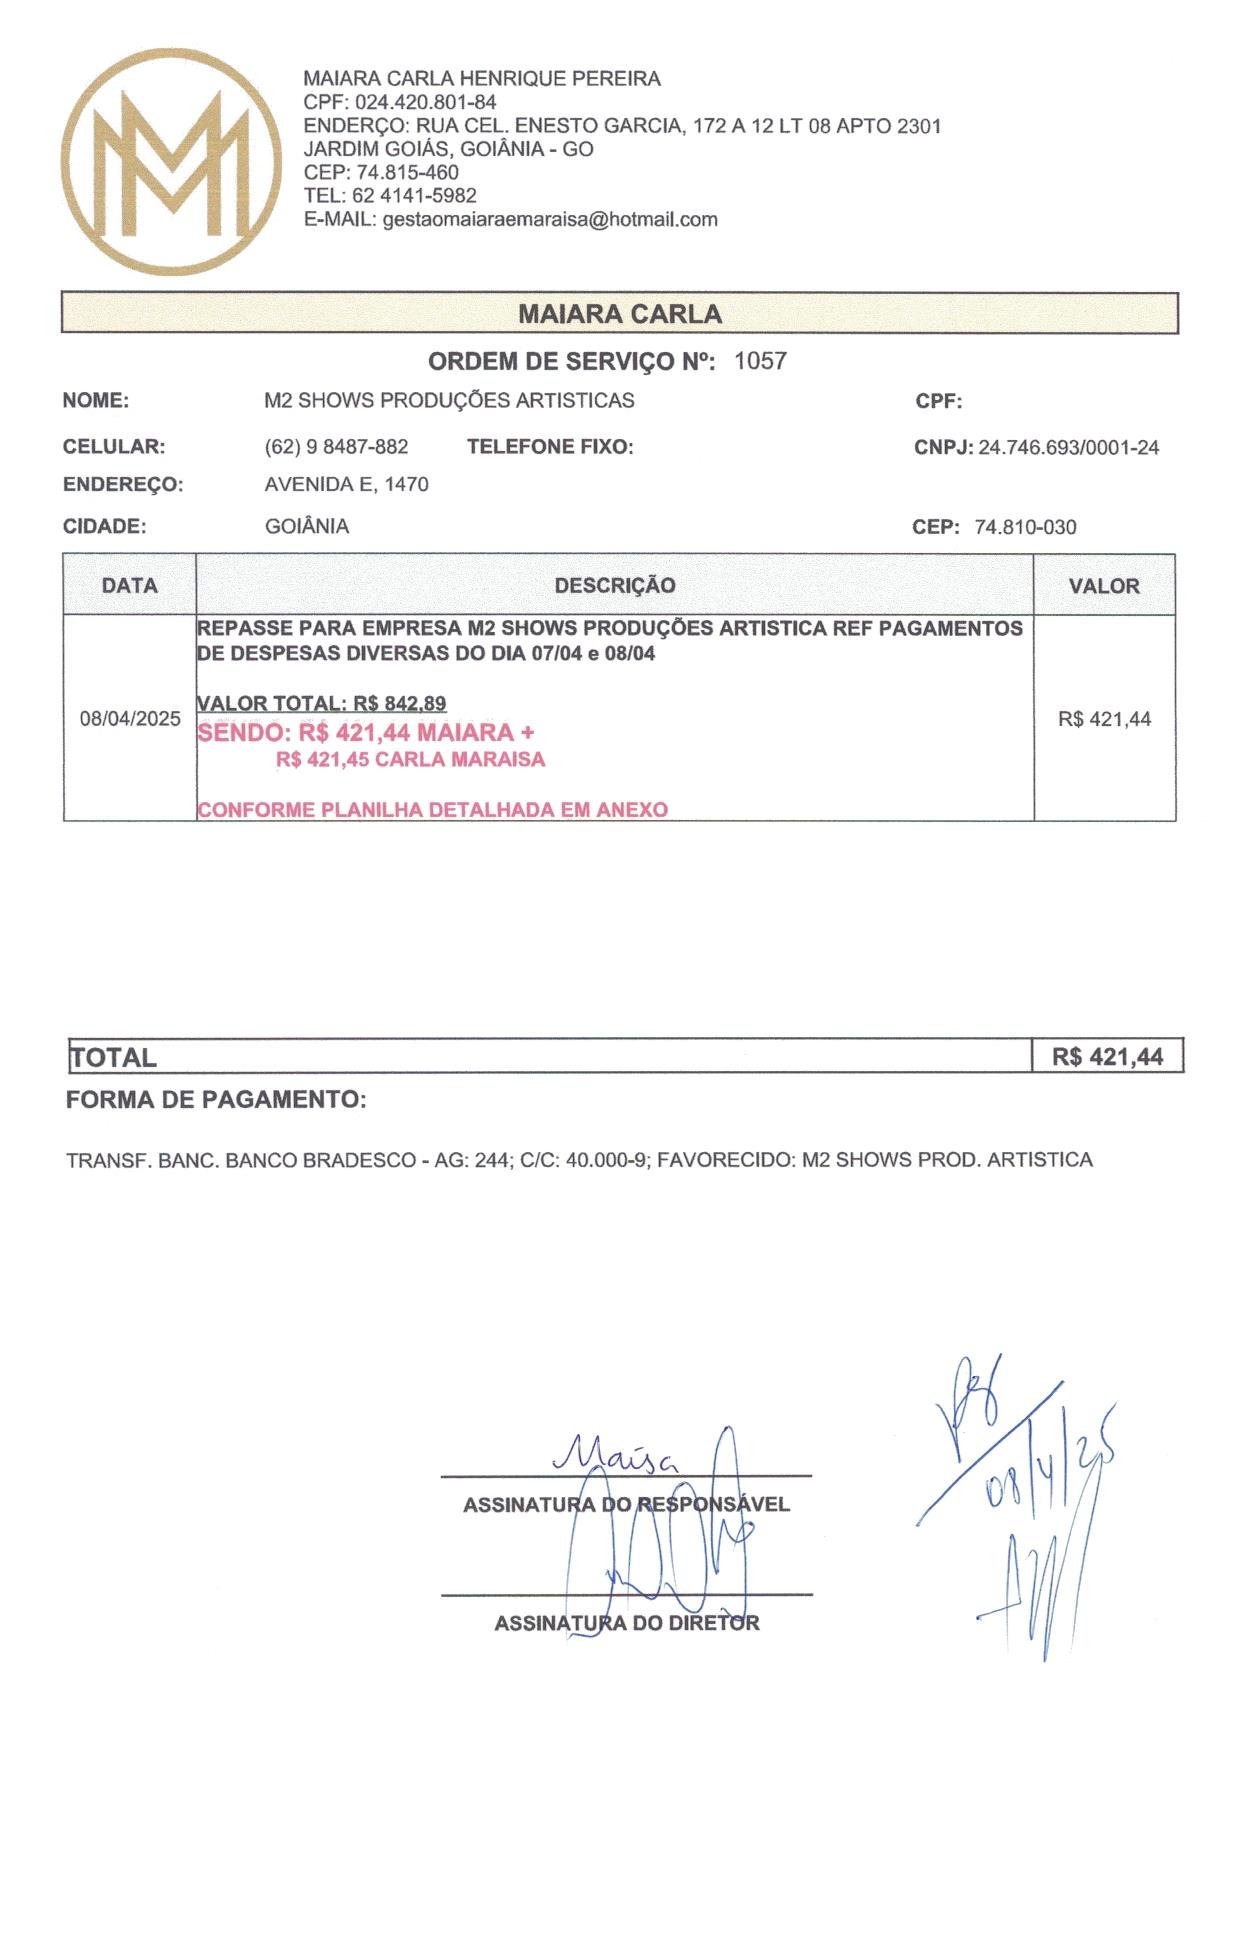 MAIARA CARLA HENRIQUE PEREIRA
CPF: 024.420.801-84
ENDERÇO: RUA CEL. ENESTO GARCIA, 172 A 12 LT 08 APTO 2301
JARDIM GOIÁS, GOIÂNIA - GO
CEP: 74.815-460
TEL: 62 4141-5982
E-MAIL: gestaomaiaraemaraisa@hotmail.com
MAIARA CARLA
ORDEM DE SERVIÇO Nº: 1057
NOME: M2 SHOWS PRODUÇÕES ARTISTICAS CPF:
CELULAR: (62) 9 8487-882 TELEFONE FIXO: CNPJ: 24.746.693/0001-24
ENDEREÇO: AVENIDA E, 1470
CIDADE: GOIÂNIA CEP: 74.810-030
DATA DESCRIÇÃO VALOR
REPASSE PARA EMPRESA M2 SHOWS PRODUÇÕES ARTISTICA REF PAGAMENTOS
DE DESPESAS DIVERSAS DO DIA 07/04 e 08/04
VALOR TOTAL: R$ 842,89
08/04/2025 R$ 421,44
SENDO: R$ 421,44 MAIARA +
R$ 421,45 CARLA MARAISA
CONFORME PLANILHA DETALHADA EM ANEXO
TOTAL R$ 421,44
FORMA DE PAGAMENTO:
TRANSF. BANC. BANCO BRADESCO - AG: 244; C/C: 40.000-9; FAVORECIDO: M2 SHOWS PROD. ARTISTICA
Maísa
ASSINATURA DO RESPONSÁVEL
08/4/25
ASSINATURA DO DIRETOR